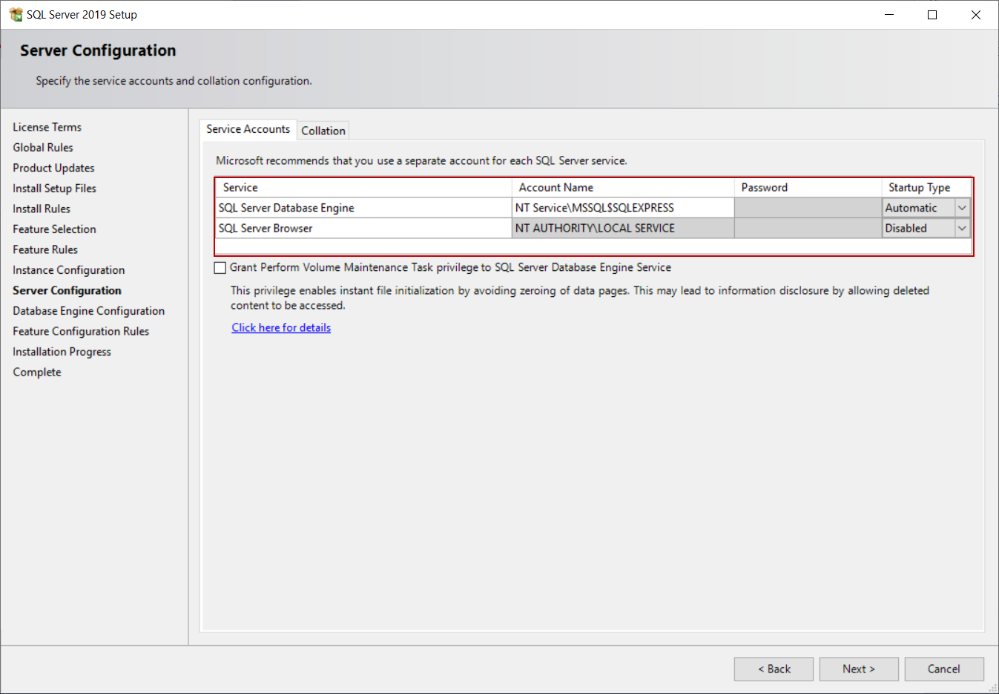 SQL Server 2019 Setup
Server Configuration
Specify the service accounts and collation configuration.
License Terms
Global Rules
Product Updates
Install Setup Files
Install Rules
Feature Selection
Feature Rules
Instance Configuration
Server Configuration
Database Engine Configuration
Feature Configuration Rules
Installation Progress
Complete
Service Accounts Collation
Microsoft recommends that you use a separate account for each SQL Server service.
Service Account Name Password Startup Type
SQL Server Database Engine NT Service\MSSQL$SQLEXPRESS Automatic
SQL Server Browser NT AUTHORITY\LOCAL SERVICE Disabled
Grant Perform Volume Maintenance Task privilege to SQL Server Database Engine Service
This privilege enables instant file initialization by avoiding zeroing of data pages. This may lead to information disclosure by allowing deleted
content to be accessed.
Click here for details
< Back Next > Cancel